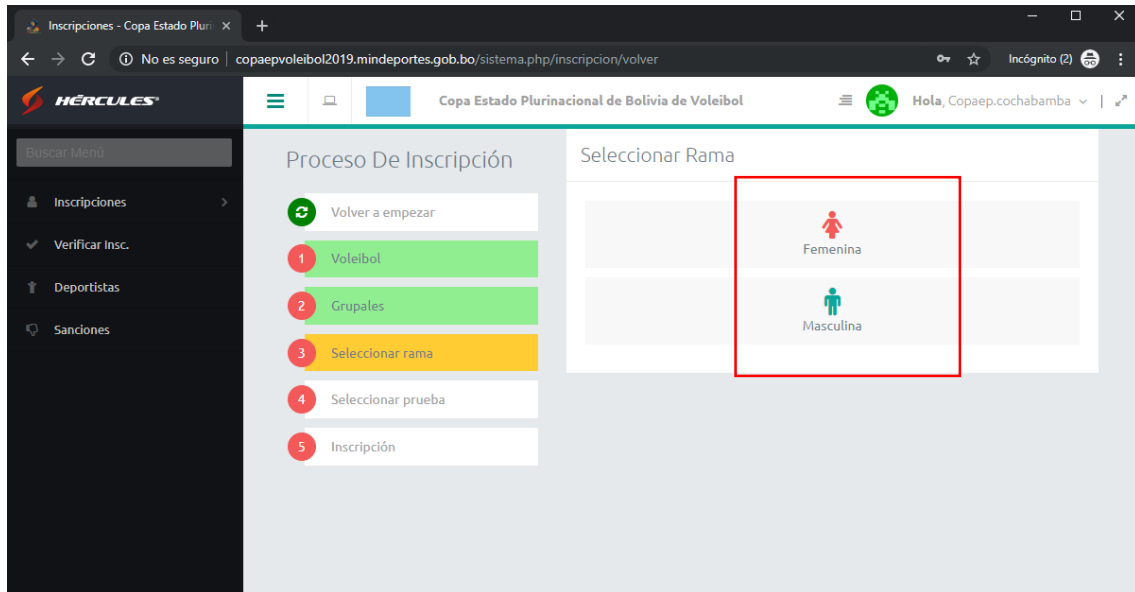 Inscripciones - Copa Estado Pluri
No es seguro | copaepvoleibol2019.mindeportes.gob.bo/sistema.php/inscripcion/volver
Incógnito (2)
HÉRCULES
Copa Estado Plurinacional de Bolivia de Voleibol
Hola, Copaep.cochabamba
Buscar Menú
Inscripciones
Verificar Insc.
Deportistas
Sanciones
Proceso De Inscripción
Volver a empezar
1 Voleibol
2 Grupales
3 Seleccionar rama
4 Seleccionar prueba
5 Inscripción
Seleccionar Rama
Femenina
Masculina